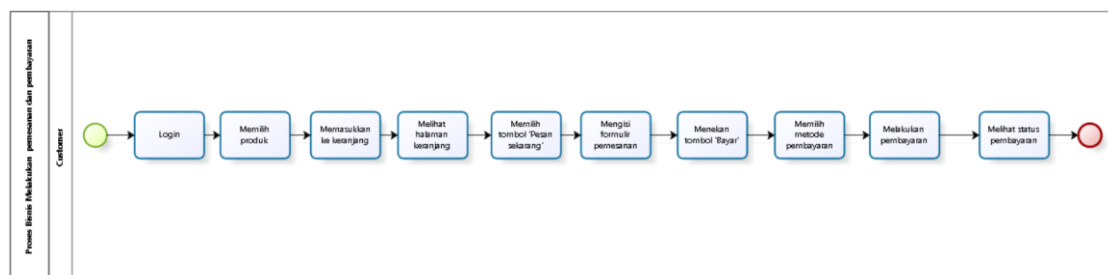 Proses Bisnis Melakukan pemesanan dan pembayaran
Customer
Login
Memilih
produk
Memasukkan
ke keranjang
Melihat
halaman
keranjang
Memilih
tombol 'Pesan
sekarang'
Mengisi
formulir
pemesanan
Menekan
tombol 'Bayar'
Memilih
metode
pembayaran
Melakukan
pembayaran
Melihat status
pembayaran